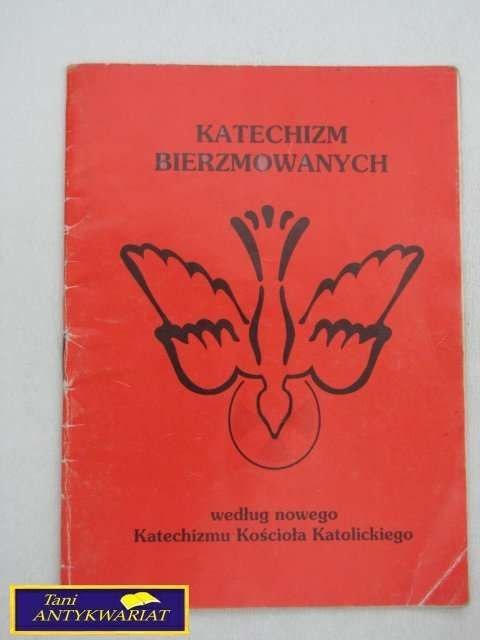 KATECHIZM
BIERZMOWANYCH
według nowego
Katechizmu Kościoła Katolickiego
Tani
ANTYKWARIAT